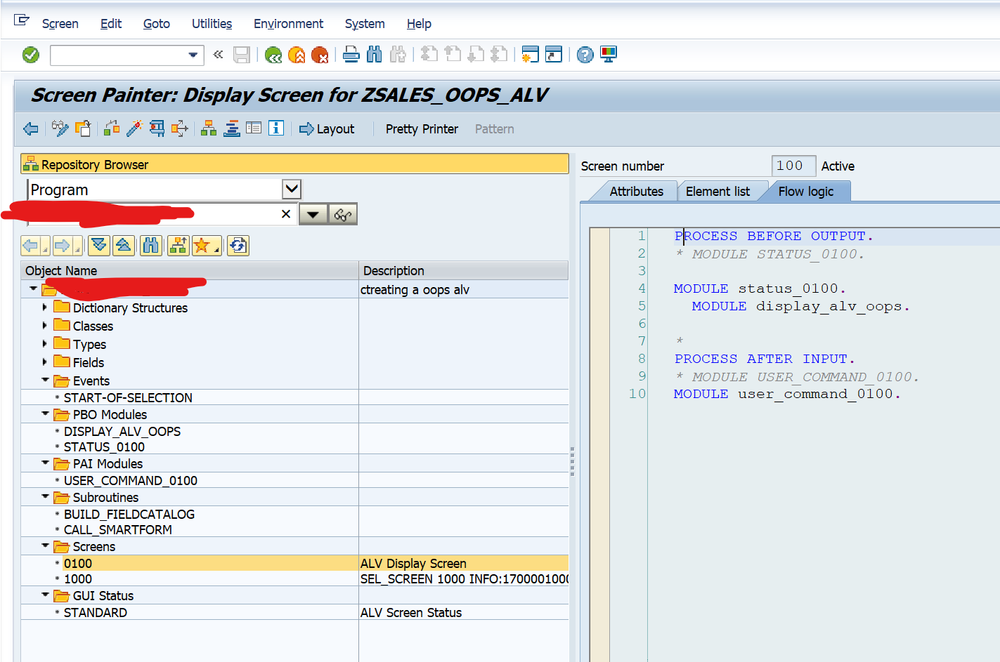 Screen Edit Goto Utilities Environment System Help
Screen Painter: Display Screen for ZSALES_OOPS_ALV
Layout Pretty Printer Pattern
Repository Browser
Program
Object Name Description
ctreating a oops alv
Dictionary Structures
Classes
Types
Fields
Events
START-OF-SELECTION
PBO Modules
DISPLAY_ALV_OOPS
STATUS_0100
PAI Modules
USER_COMMAND_0100
Subroutines
BUILD_FIELDCATALOG
CALL_SMARTFORM
Screens
0100 ALV Display Screen
1000 SEL_SCREEN 1000 INFO:170000100
GUI Status
STANDARD ALV Screen Status
Screen number 100 Active
Attributes Element list Flow logic
1 PROCESS BEFORE OUTPUT.
2 * MODULE STATUS_0100.
3
4 MODULE status_0100.
5 MODULE display_alv_oops.
6
7 *
8 PROCESS AFTER INPUT.
9 * MODULE USER_COMMAND_0100.
10 MODULE user_command_0100.